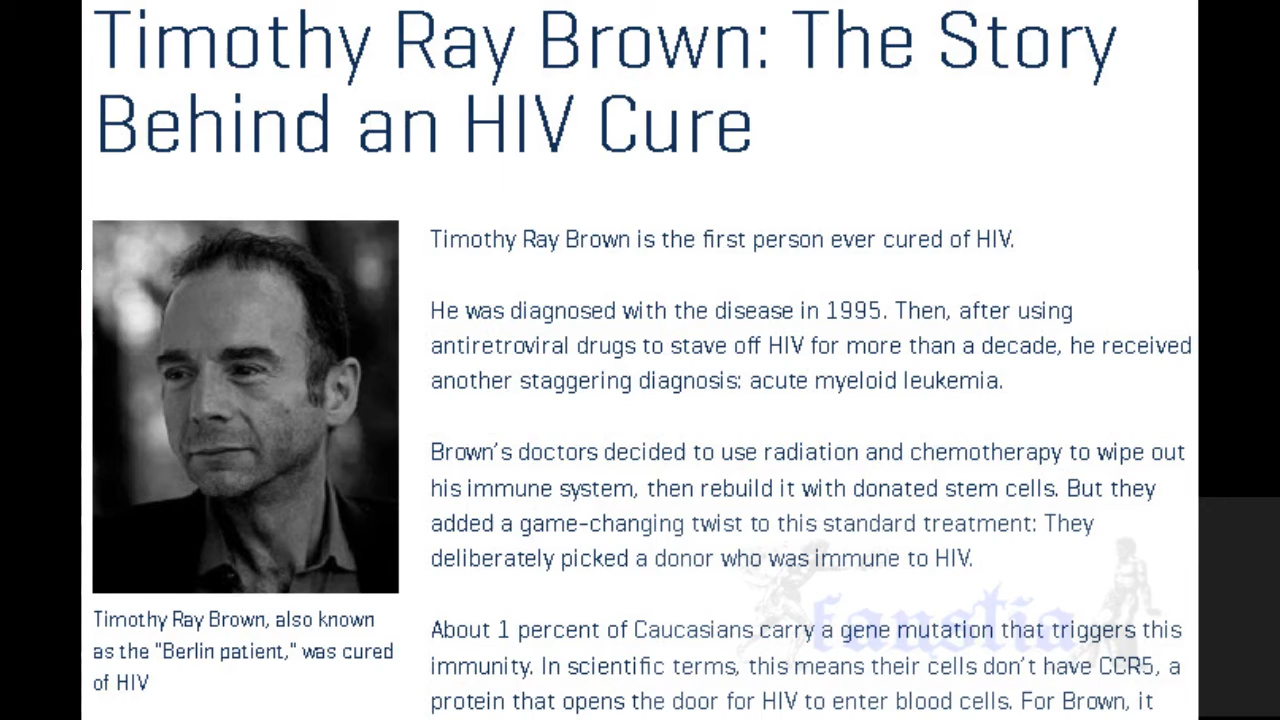 Timothy Ray Brown: The Story
Behind an HIV Cure
Timothy Ray Brown is the first person ever cured of HIV.
He was diagnosed with the disease in 1995. Then, after using
antiretroviral drugs to stave off HIV for more than a decade, he received
another staggering diagnosis: acute myeloid leukemia.
Brown's doctors decided to use radiation and chemotherapy to wipe out
his immune system, then rebuild it with donated stem cells. But they
added a game-changing twist to this standard treatment: They
deliberately picked a donor who was immune to HIV.
About 1 percent of Caucasians carry a gene mutation that triggers this
immunity. In scientific terms, this means their cells don't have CCR5, a
protein that opens the door for HIV to enter blood cells. For Brown, it
Timothy Ray Brown, also known
as the "Berlin patient," was cured
of HIV
faustia